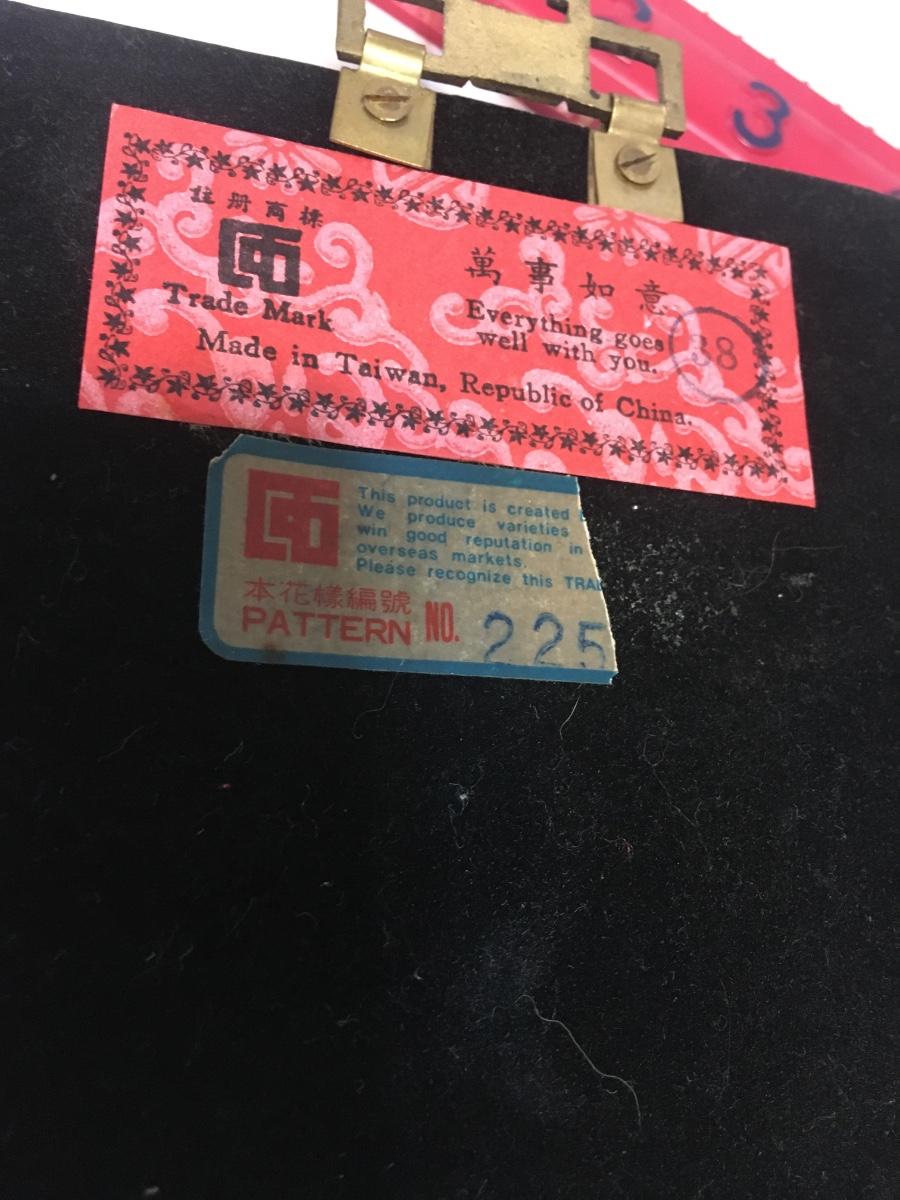 3
註册商標
Trade Mark
萬事如意
Everything goes
well with you.
38
Made in Taiwan, Republic of China.
This product is created
We produce varieties
win good reputation in
overseas markets.
Please recognize this TRA
本花樣編號
PATTERN NO. 225